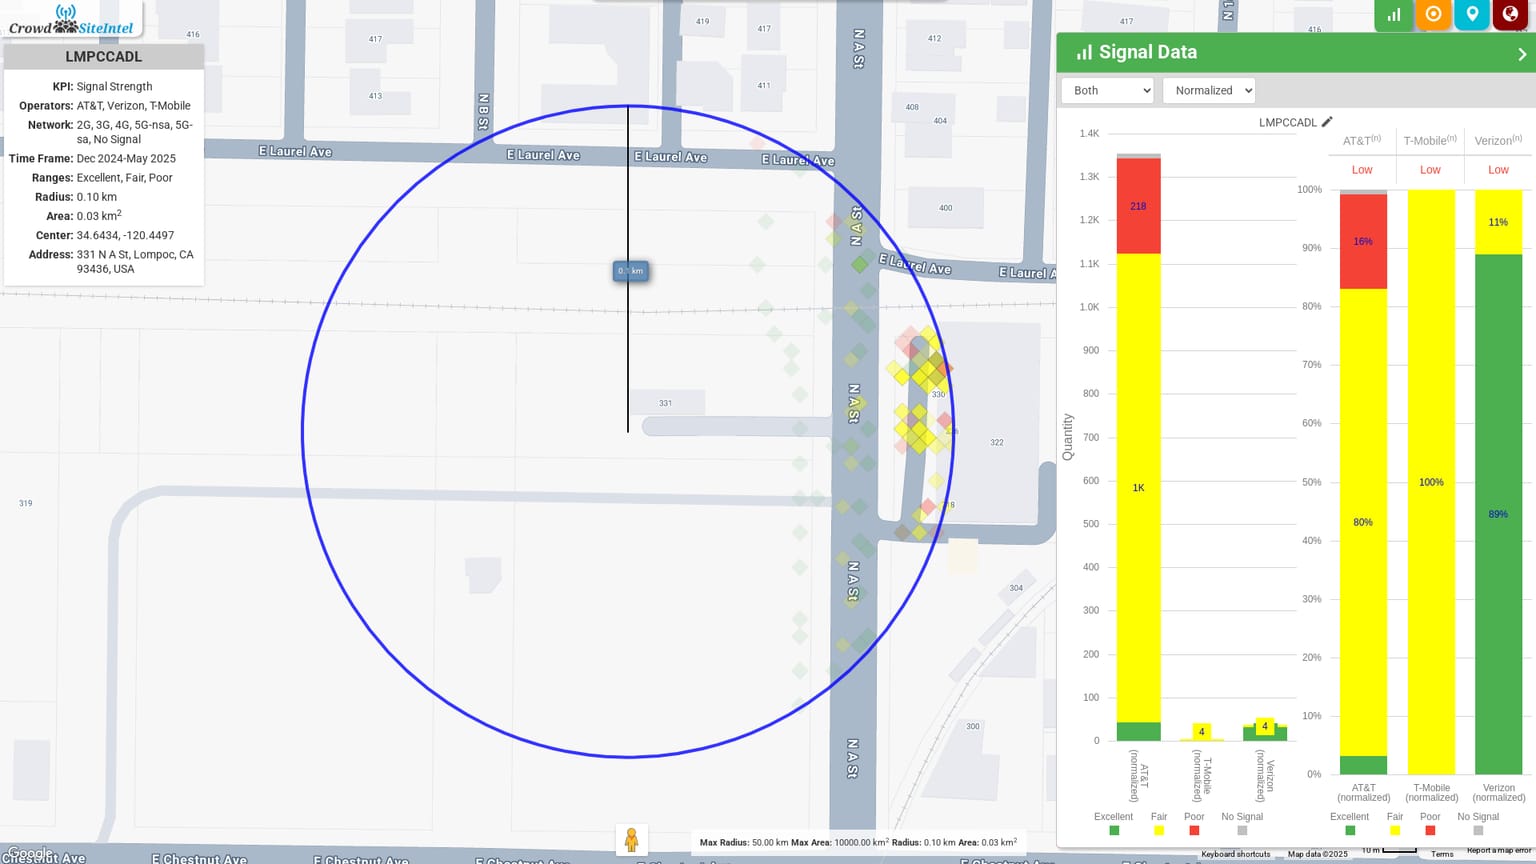 Crowd SiteIntel
LMPCCADL
KPI: Signal Strength
Operators: AT&T, Verizon, T-Mobile
Network: 2G, 3G, 4G, 5G-nsa, 5G-
sa, No Signal
Time Frame: Dec 2024-May 2025
Ranges: Excellent, Fair, Poor
Radius: 0.10 km
Area: 0.03 km2
Center: 34.6434, -120.4497
Address: 331 N A St, Lompoc, CA
93436, USA
416
417
413
419
417
411
412
408
404
400
417
416
N B St
N A St
E Laurel Ave
E Laurel Ave
E Laurel Ave
E Laurel Ave
N A St
E Laurel Ave
E Laurel A
0.1 km
331
N A St
330
322
319
N A St
304
300
N A St
Chestnut Ave
E Chestnut Ave
E Chestnut Ave
E Chestnut Ave
E Chestnut Ave
Google
Max Radius: 50.00 km Max Area: 10000.00 km2 Radius: 0.10 km Area: 0.03 km2
Signal Data
Both
Normalized
LMPCCADL
1.4K
1.3K
1.2K
1.1K
1.0K
900
800
700
600
500
400
300
200
100
0
Quantity
218
1K
4
4
AT&T
(normalized)
T-Mobile
(normalized)
Verizon
(normalized)
Excellent Fair Poor No Signal
AT&T(n) T-Mobile(n) Verizon(n)
Low Low Low
100%
90%
80%
70%
60%
50%
40%
30%
20%
10%
0%
16%
80%
100%
11%
89%
AT&T
(normalized)
T-Mobile
(normalized)
Verizon
(normalized)
Excellent Fair Poor No Signal
Keyboard shortcuts Map data ©2025 10 m Terms Report a map error